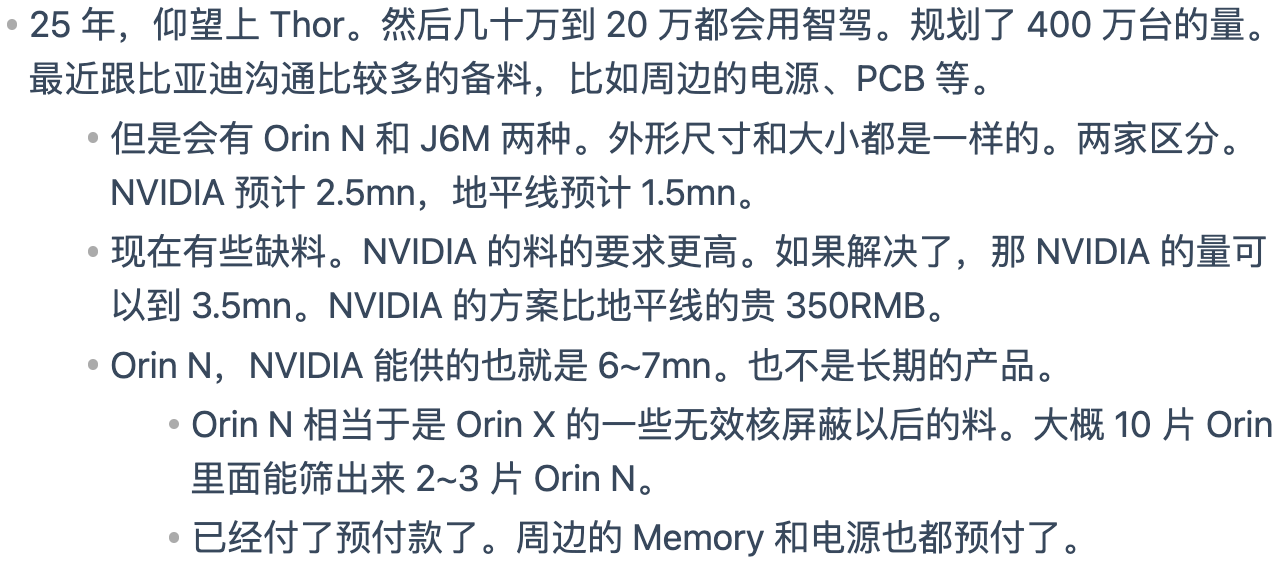 25 年，仰望上 Thor。然后几十万到 20 万都会用智驾。规划了 400 万台的量。
最近跟比亚迪沟通比较多的备料，比如周边的电源、PCB 等。
但是会有 Orin N 和 J6M 两种。外形尺寸和大小都是一样的。两家区分。
NVIDIA 预计 2.5mn，地平线预计 1.5mn。
现在有些缺料。NVIDIA 的料的要求更高。如果解决了，那 NVIDIA 的量可
以到 3.5mn。NVIDIA 的方案比地平线的贵 350RMB。
Orin N，NVIDIA 能供的也就是 6~7mn。也不是长期的产品。
Orin N 相当于是 Orin X 的一些无效核屏蔽以后的料。大概 10 片 Orin
里面能筛出来 2~3 片 Orin N。
已经付了预付款了。周边的 Memory 和电源也都预付了。